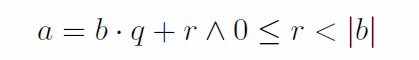 a = b · q + r ∧ 0 ≤ r < |b|